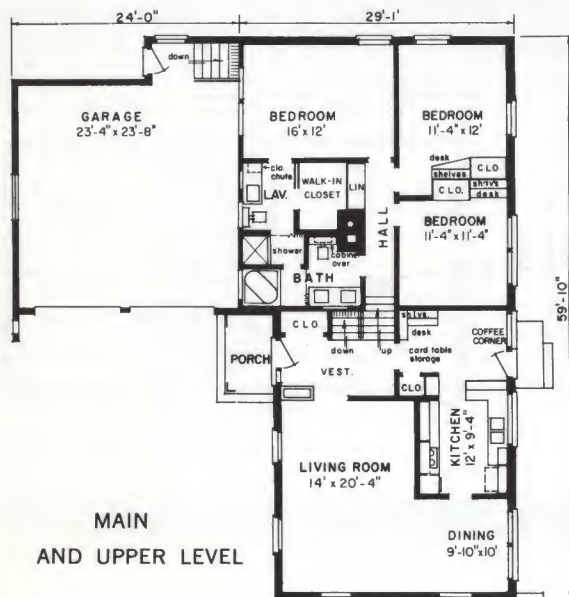 24'-0"
29'-1'
down
GARAGE
23'-4" x 23'-8"
BEDROOM
16' x 12'
BEDROOM
11'-4" x 12'
desk
shelves
CLO.
CLO.
shlv's
desk
clo.
chute
LAV.
WALK-IN
CLOSET
LIN
HALL
BEDROOM
11'-4" x 11'-4"
shower
cabinet
over
BATH
59'-10"
CLO.
down
up
shlvs.
desk
COFFEE
CORNER
PORCH
VEST.
card table
storage
CLO
KITCHEN
12' x 9'-4"
LIVING ROOM
14' x 20'-4"
DINING
9'-10"x10'
MAIN
AND UPPER LEVEL